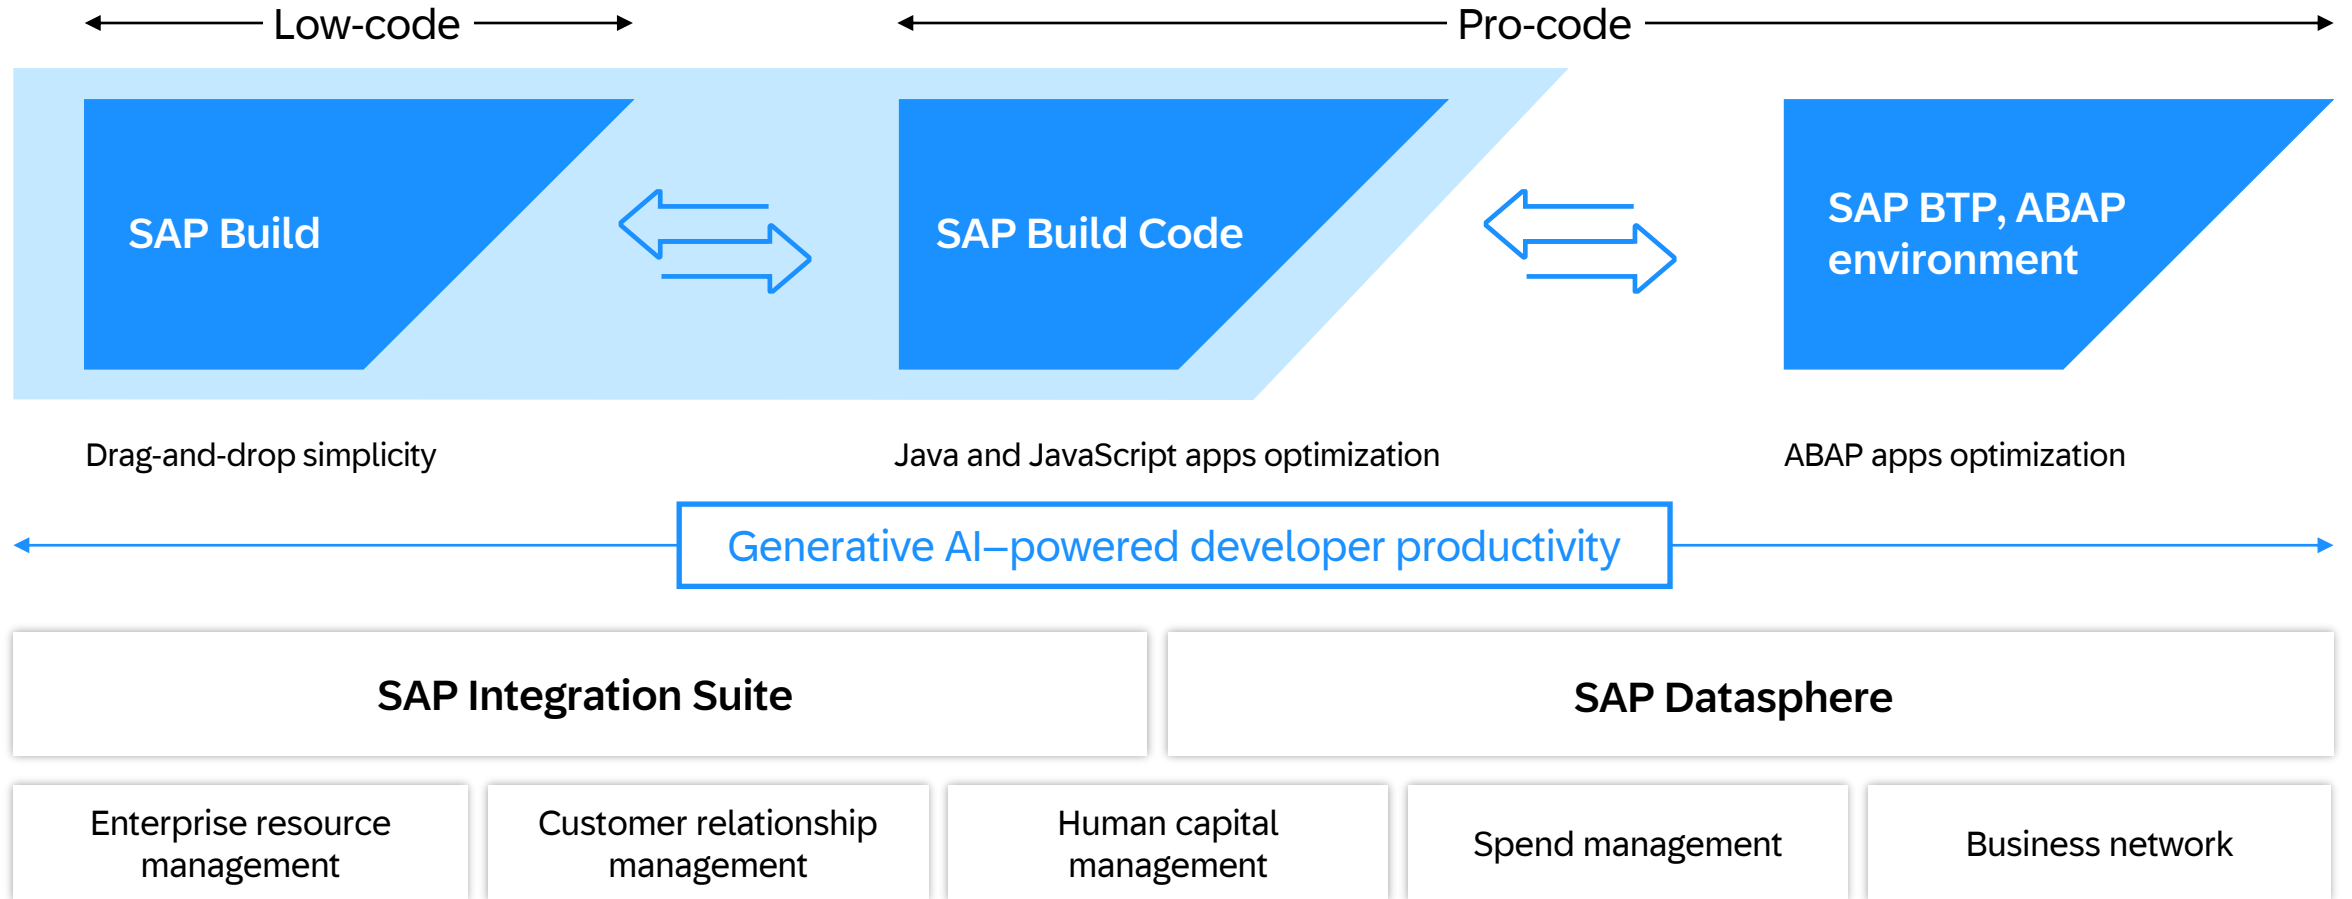 Low-code
Pro-code
SAP Build
SAP Build Code
SAP BTP, ABAP
environment
Drag-and-drop simplicity
Java and JavaScript apps optimization
ABAP apps optimization
Generative AI–powered developer productivity
SAP Integration Suite
SAP Datasphere
Enterprise resource
management
Customer relationship
management
Human capital
management
Spend management
Business network